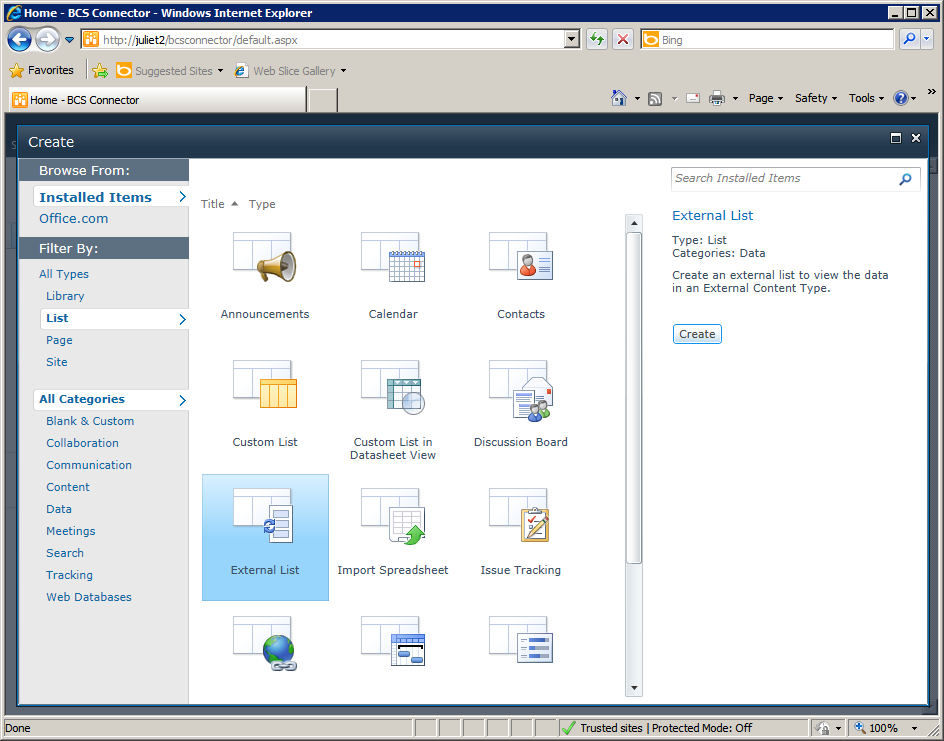 Home - BCS Connector - Windows Internet Explorer
http://juliet2/bcsconnector/default.aspx
Bing
Favorites
Suggested Sites
Web Slice Gallery
Home - BCS Connector
Page
Safety
Tools
Create
Browse From:
Installed Items
Office.com
Filter By:
All Types
Library
List
Page
Site
All Categories
Blank & Custom
Collaboration
Communication
Content
Data
Meetings
Search
Tracking
Web Databases
Title Type
Announcements
Calendar
Contacts
Custom List
Custom List in
Datasheet View
Discussion Board
External List
Import Spreadsheet
Issue Tracking
Search Installed Items
External List
Type: List
Categories: Data
Create an external list to view the data
in an External Content Type.
Create
Done
Trusted sites | Protected Mode: Off
100%